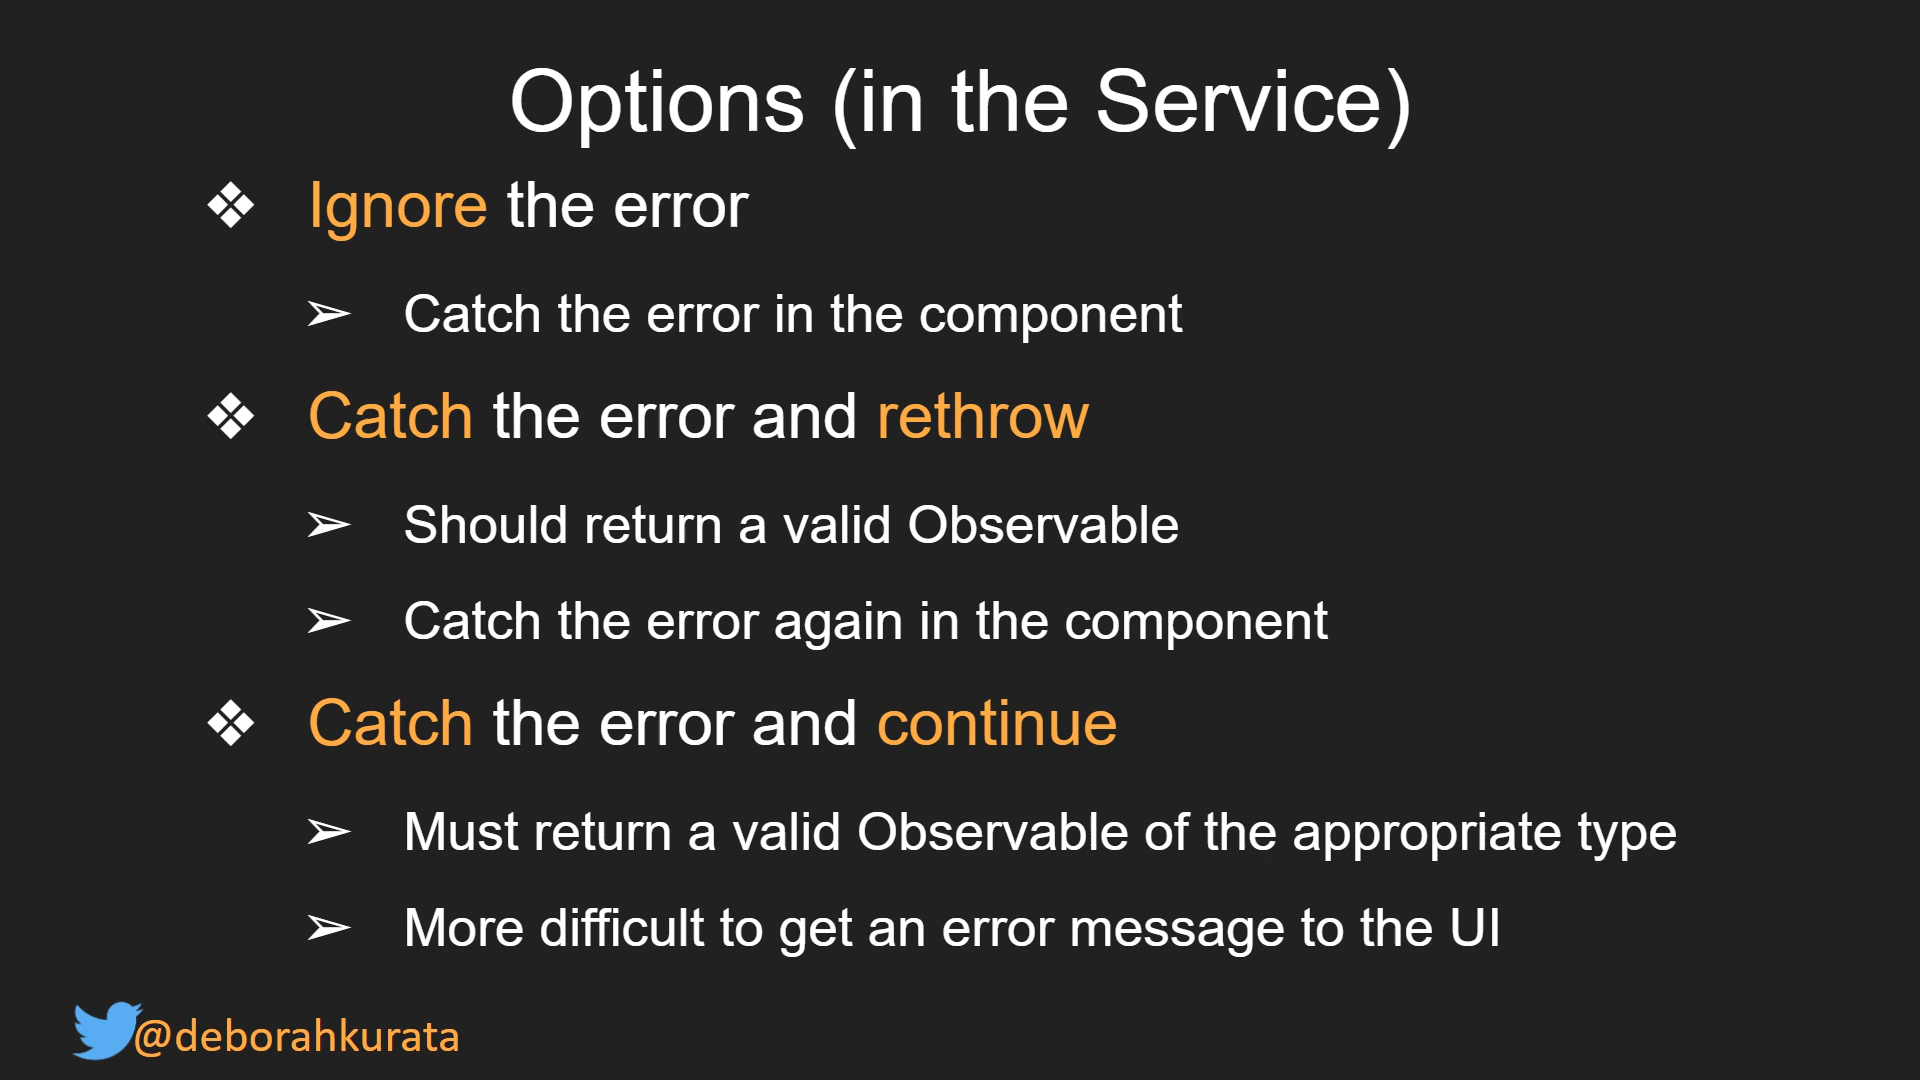 Options (in the Service)
❖ Ignore the error
➢ Catch the error in the component
❖ Catch the error and rethrow
➢ Should return a valid Observable
➢ Catch the error again in the component
❖ Catch the error and continue
➢ Must return a valid Observable of the appropriate type
➢ More difficult to get an error message to the UI
@deborahkurata